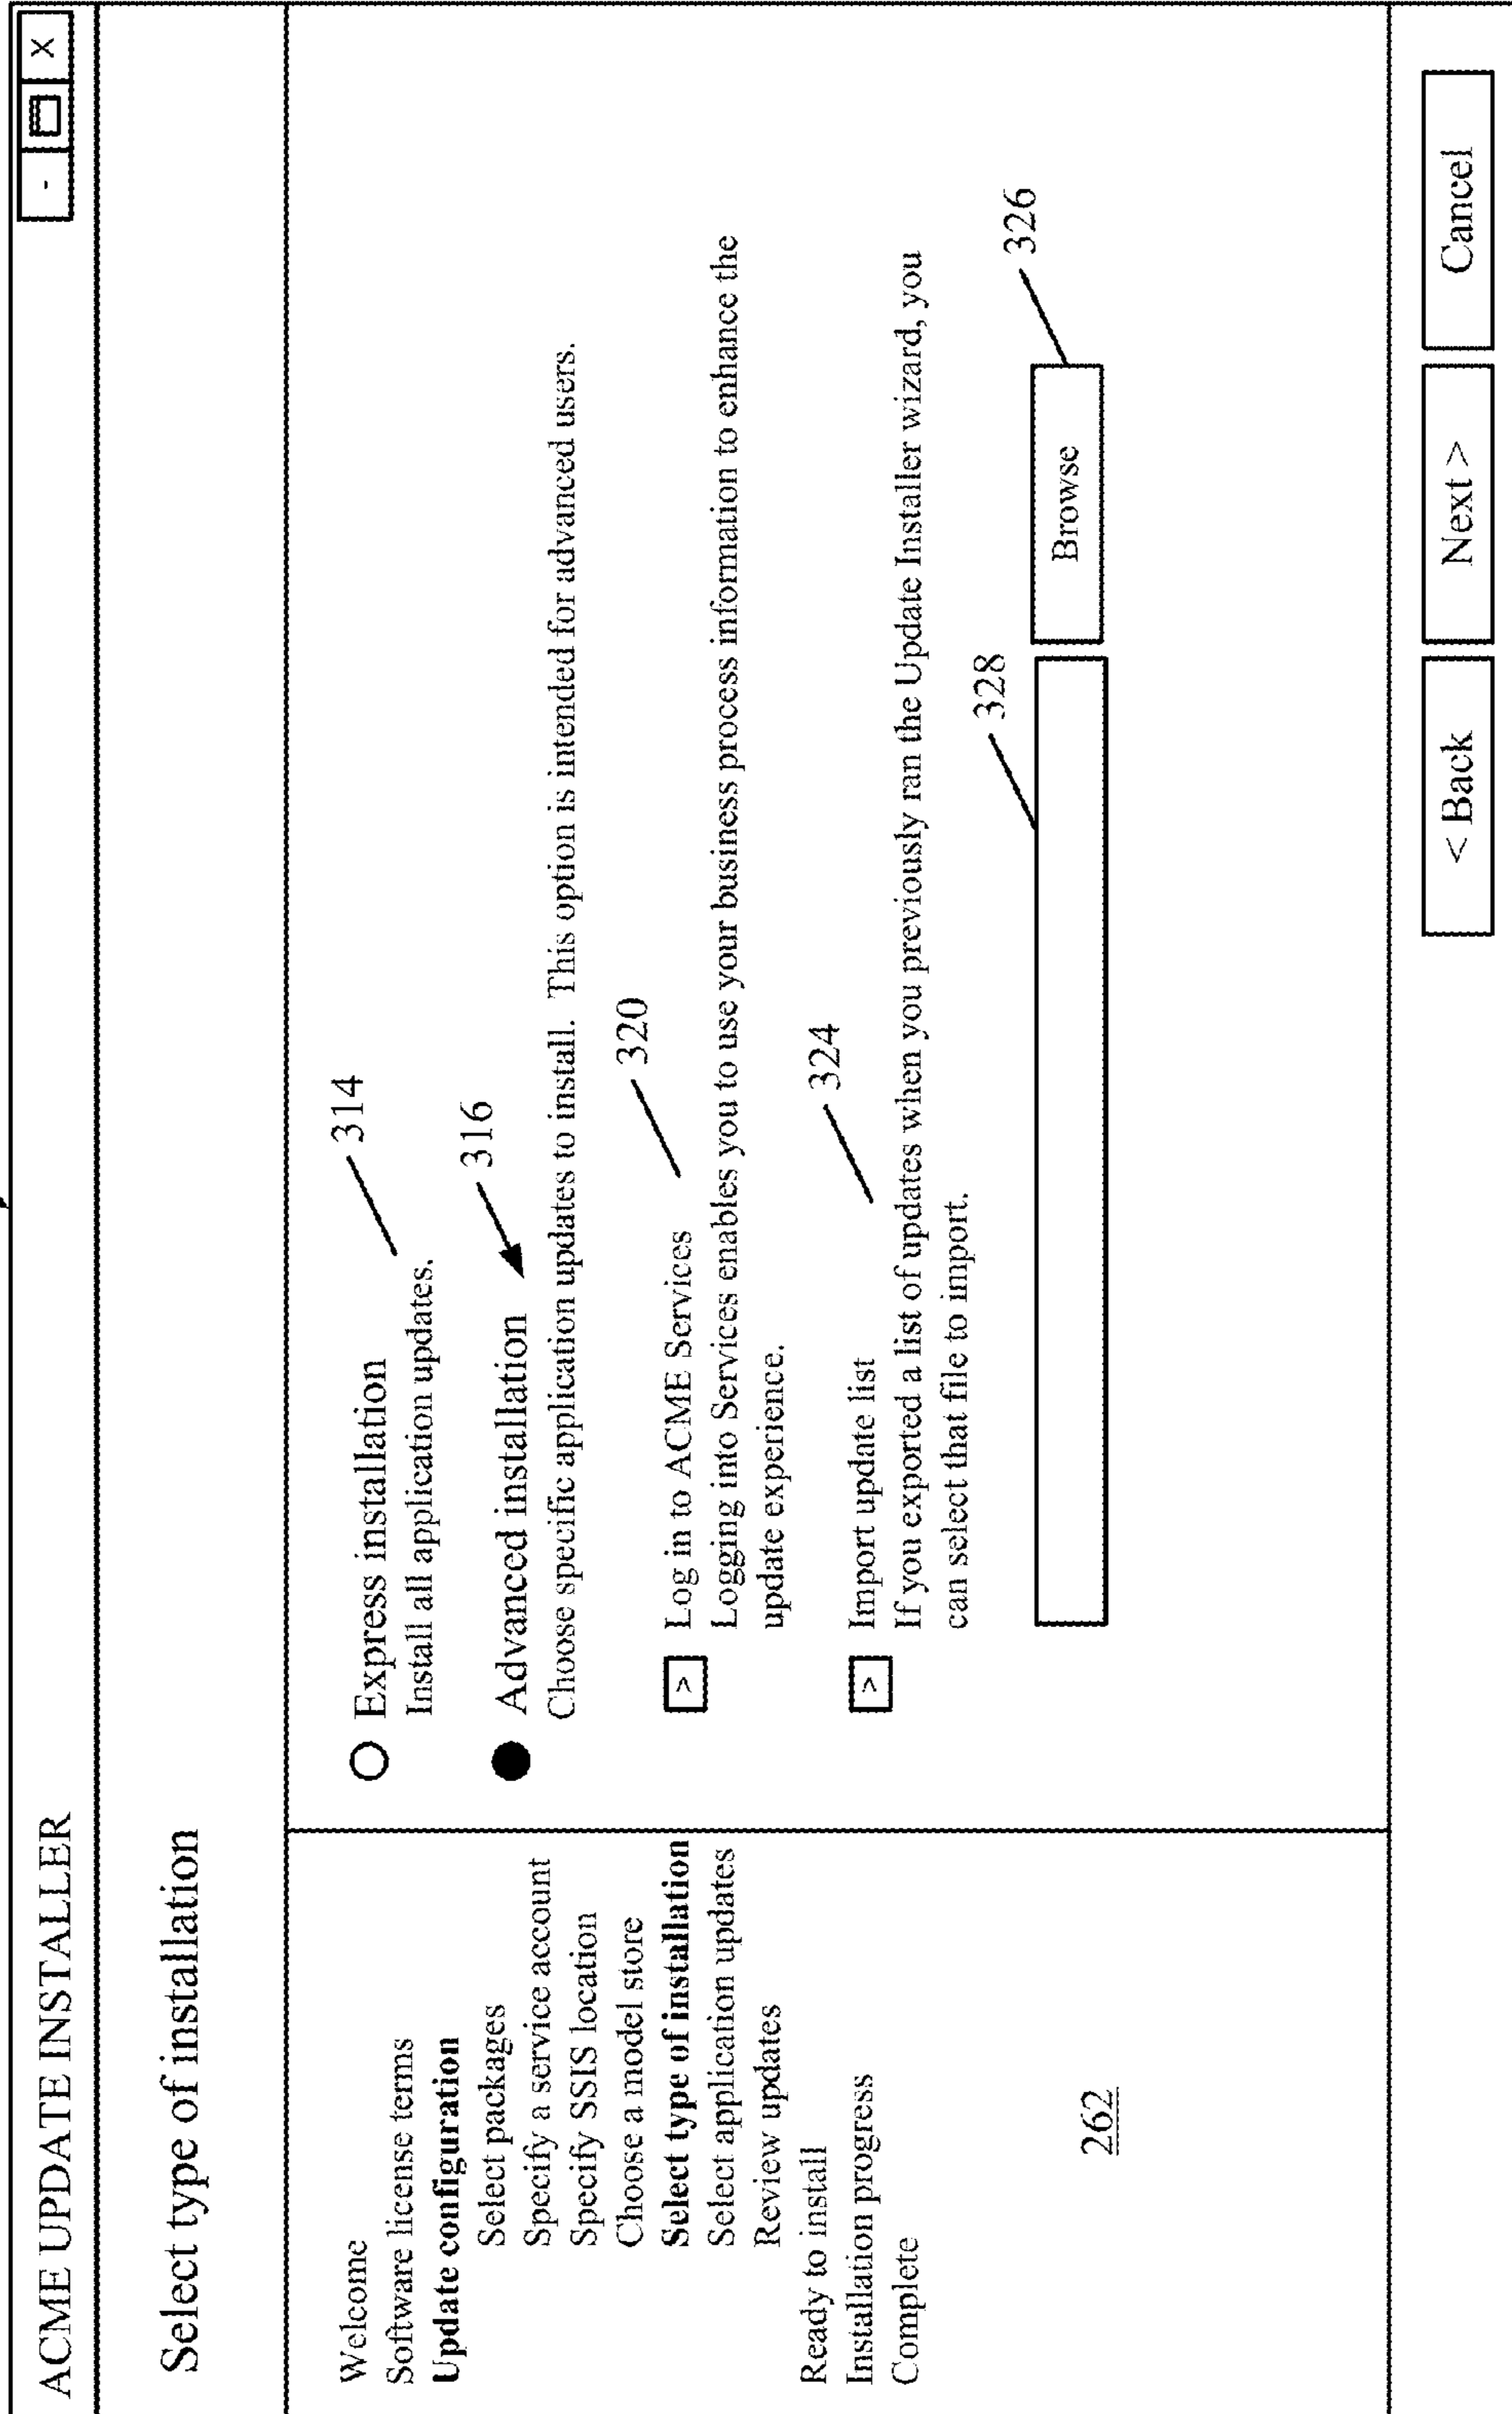 ACME UPDATE INSTALLER
- X
Select type of installation
Welcome
Software license terms
Update configuration
Select packages
Specify a service account
Specify SSIS location
Choose a model store
Select type of installation
Select application updates
Review updates
Ready to install
Installation progress
Complete
262
Express installation
314
Install all application updates.
Advanced installation
316
Choose specific application updates to install. This option is intended for advanced users.
320
> Log in to ACME Services
Logging into Services enables you to use your business process information to enhance the
update experience.
324
> Import update list
If you exported a list of updates when you previously ran the Update Installer wizard, you
can select that file to import.
328
326
Browse
< Back
Next >
Cancel